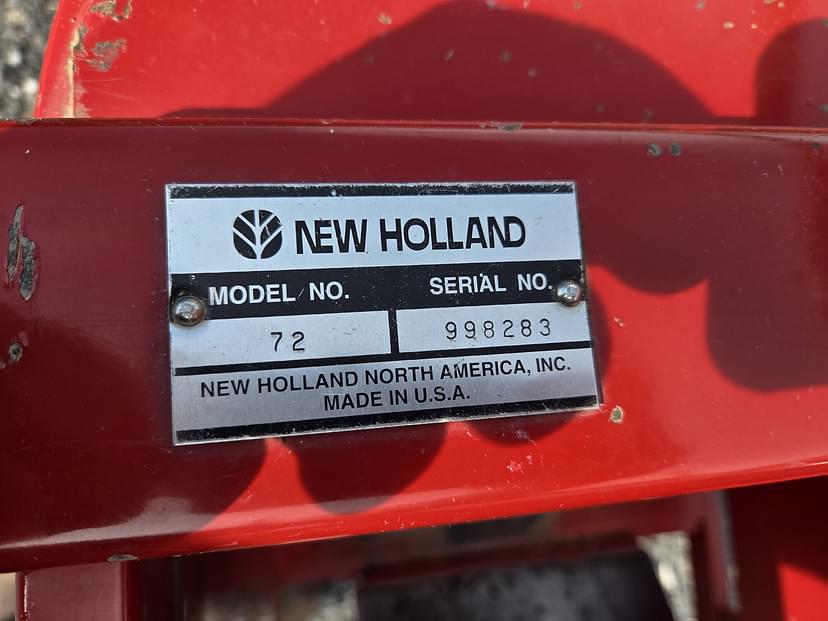 NEW HOLLAND
MODEL NO. SERIAL NO.
72 998283
NEW HOLLAND NORTH AMERICA, INC.
MADE IN U.S.A.